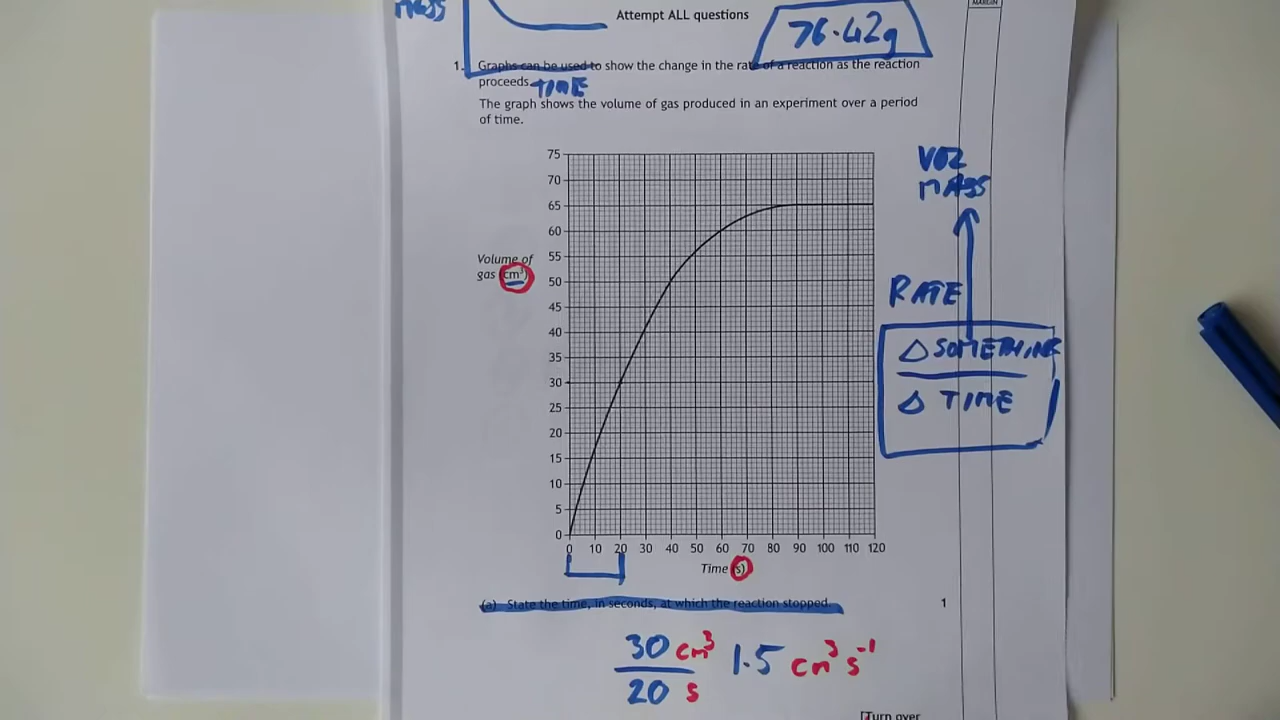 MASS
MARGIN
Attempt ALL questions
76.42g
1. Graphs can be used to show the change in the rate of a reaction as the reaction
proceeds.
TIME
The graph shows the volume of gas produced in an experiment over a period
of time.
VOL
MASS
75
70
65
60
Volume of
gas (cm³)
55
50
45
40
35
30
25
20
15
10
5
0
RATE
Δ SOMETHING
Δ TIME
0 10 20 30 40 50 60 70 80 90 100 110 120
Time (s)
(a) State the time, in seconds, at which the reaction stopped. 1
30 cm³
20 s
1.5 cm³ s⁻¹
[Turn over